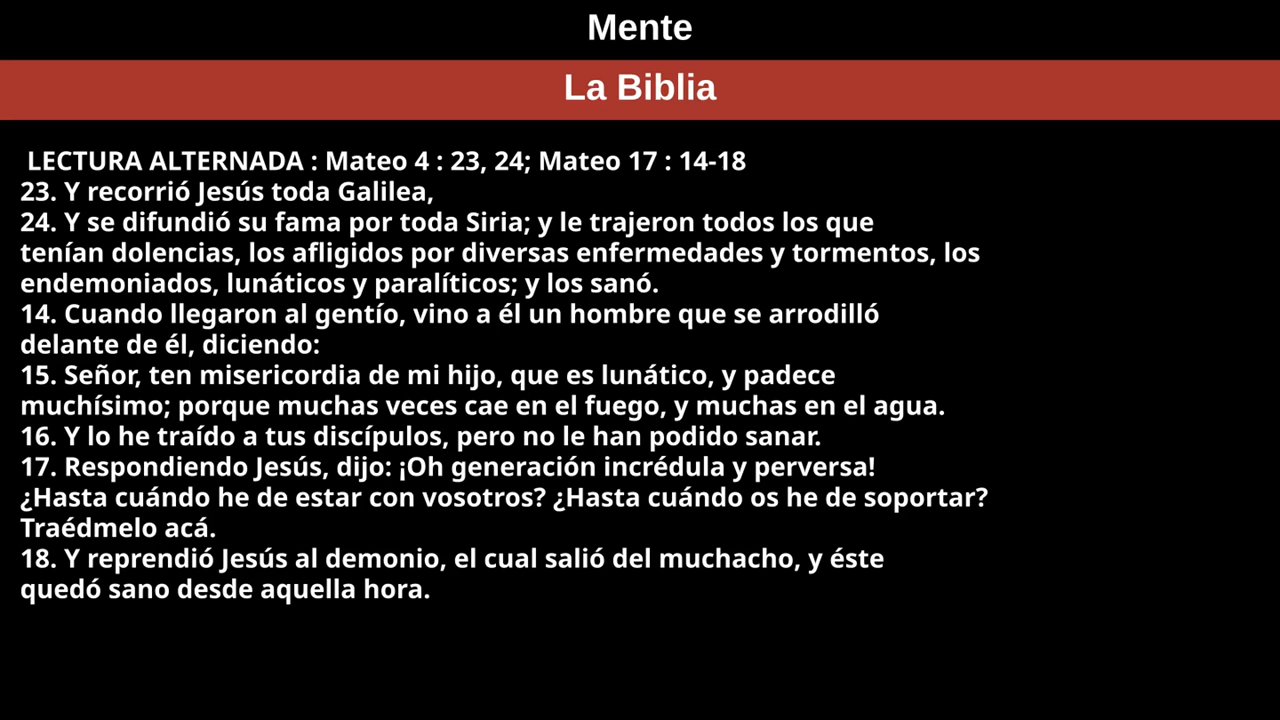 Mente
La Biblia
LECTURA ALTERNADA : Mateo 4 : 23, 24; Mateo 17 : 14-18
23. Y recorrió Jesús toda Galilea,
24. Y se difundió su fama por toda Siria; y le trajeron todos los que
tenían dolencias, los afligidos por diversas enfermedades y tormentos, los
endemoniados, lunáticos y paralíticos; y los sanó.
14. Cuando llegaron al gentío, vino a él un hombre que se arrodilló
delante de él, diciendo:
15. Señor, ten misericordia de mi hijo, que es lunático, y padece
muchísimo; porque muchas veces cae en el fuego, y muchas en el agua.
16. Y lo he traído a tus discípulos, pero no le han podido sanar.
17. Respondiendo Jesús, dijo: ¡Oh generación incrédula y perversa!
¿Hasta cuándo he de estar con vosotros? ¿Hasta cuándo os he de soportar?
Traédmelo acá.
18. Y reprendió Jesús al demonio, el cual salió del muchacho, y éste
quedó sano desde aquella hora.